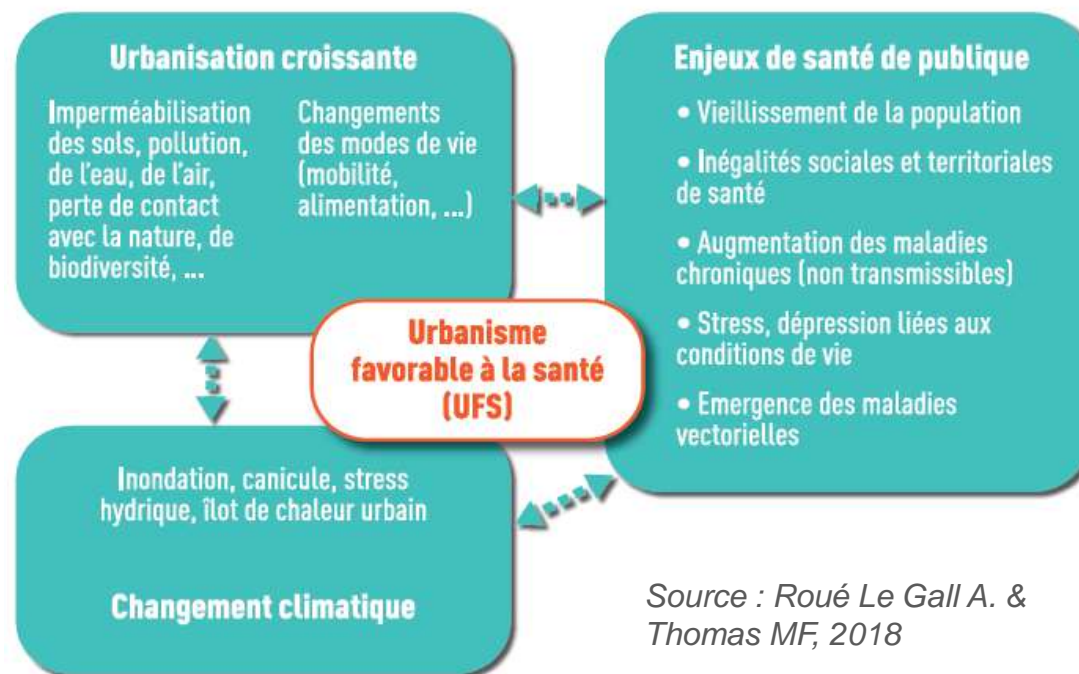 Urbanisation croissante
Imperméabilisation
des sols, pollution,
de l'eau, de l'air,
perte de contact
avec la nature, de
biodiversité, ...
Changements
des modes de vie
(mobilité,
alimentation, ...)
Enjeux de santé de publique
• Vieillissement de la population
• Inégalités sociales et territoriales
de santé
• Augmentation des maladies
chroniques (non transmissibles)
• Stress, dépression liées aux
conditions de vie
• Emergence des maladies
vectorielles
Urbanisme
favorable à la santé
(UFS)
Inondation, canicule, stress
hydrique, îlot de chaleur urbain
Changement climatique
Source : Roué Le Gall A. &
Thomas MF, 2018